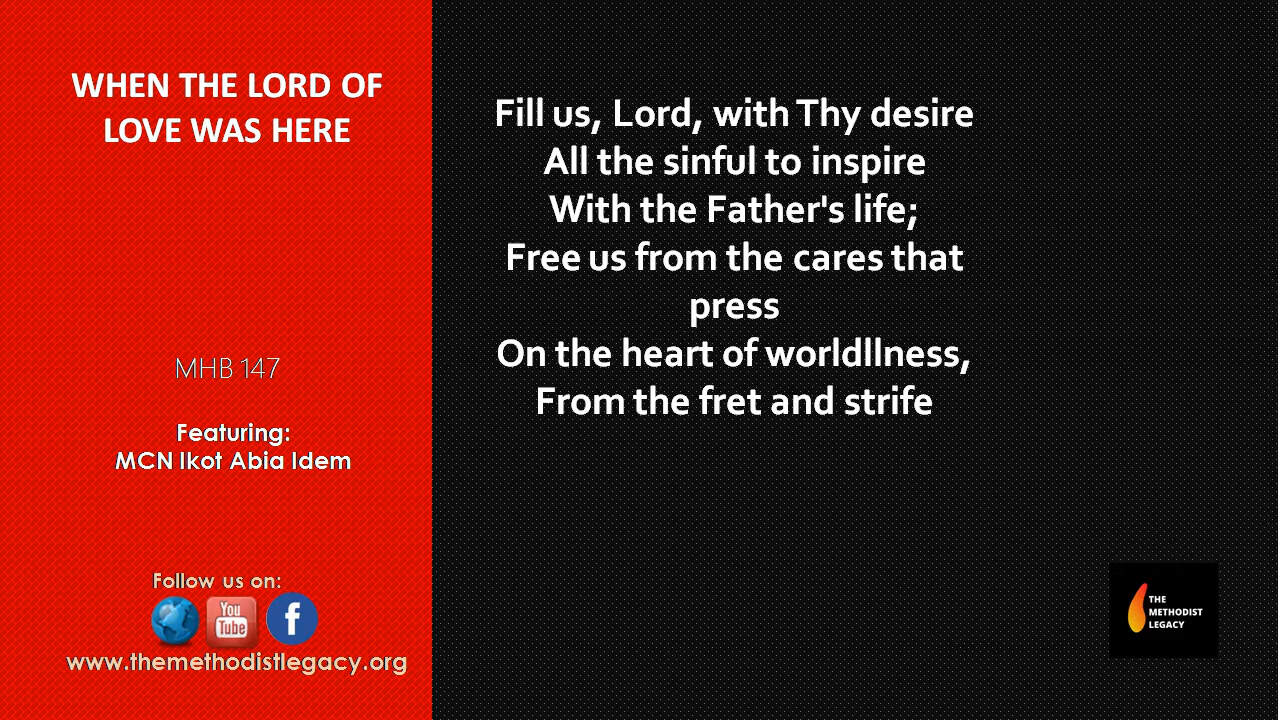 WHEN THE LORD OF
LOVE WAS HERE
MHB 147
Featuring:
MCN Ikot Abia Idem
Follow us on:
You
Tube
f
www.themethodistlegacy.org
Fill us, Lord, with Thy desire
All the sinful to inspire
With the Father's life;
Free us from the cares that
press
On the heart of worldllness,
From the fret and strife
THE
METHODIST
LEGACY